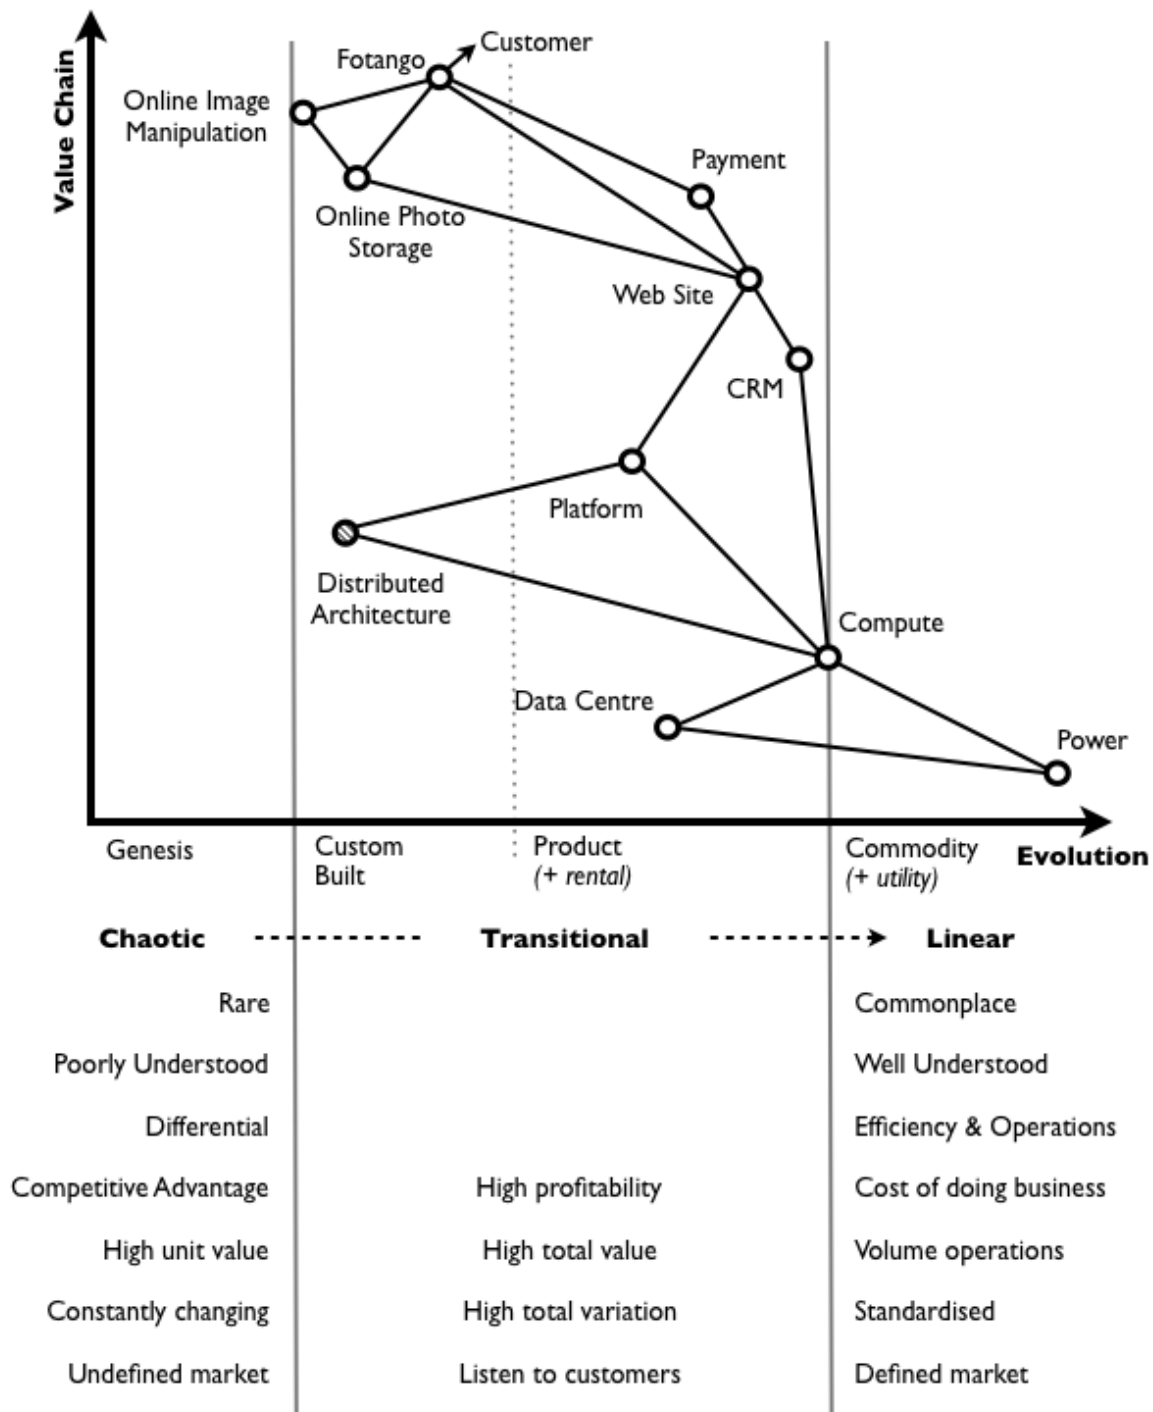 Customer
Fotango
Value Chain
Online Image
Manipulation
Payment
Online Photo
Storage
Web Site
CRM
Platform
Distributed
Architecture
Compute
Data Centre
Power
Genesis
Custom
Built
Product
(+ rental)
Commodity
(+ utility)
Evolution
Chaotic
Transitional
Linear
Rare
Commonplace
Poorly Understood
Well Understood
Differential
Efficiency & Operations
Competitive Advantage
High profitability
Cost of doing business
High unit value
High total value
Volume operations
Constantly changing
High total variation
Standardised
Undefined market
Listen to customers
Defined market